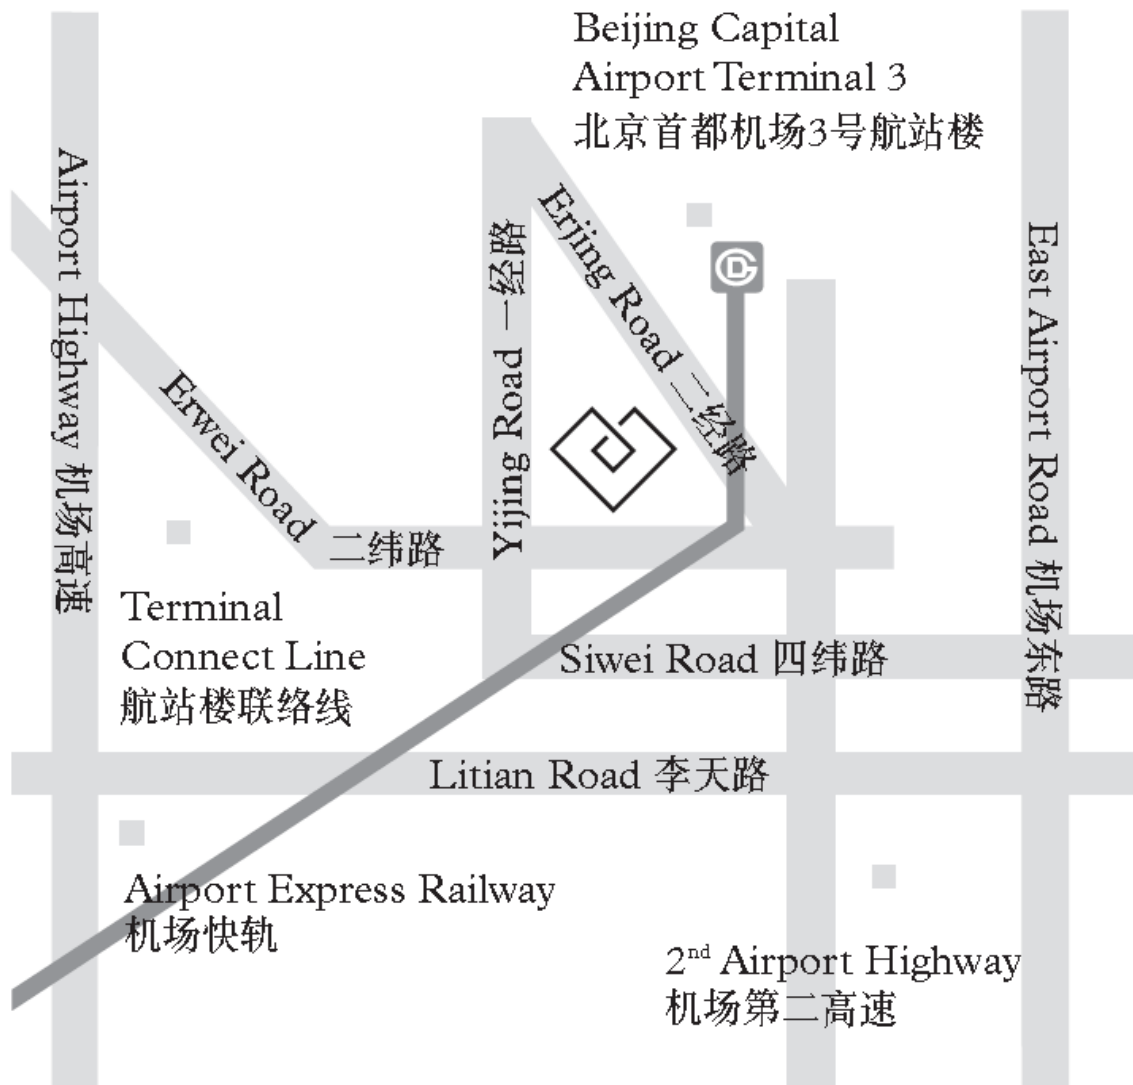 Beijing Capital
Airport Terminal 3
北京首都机场3号航站楼
Airport Highway 机场高速
Erwei Road 二纬路
Yijing Road 一经路
Erjing Road 二经路
East Airport Road 机场东路
Terminal
Connect Line
航站楼联络线
Siwei Road 四纬路
Litian Road 李天路
Airport Express Railway
机场快轨
2nd Airport Highway
机场第二高速